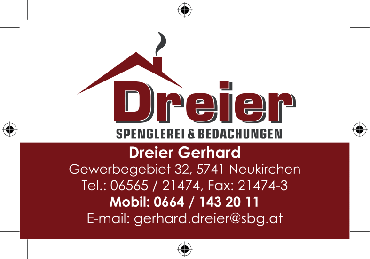 Dreier
SPENGLEREI & BEDACHUNGEN
Dreier Gerhard
Gewerbegebiet 32, 5741 Neukirchen
Tel.: 06565 / 21474, Fax: 21474-3
Mobil: 0664 / 143 20 11
E-mail: gerhard.dreier@sbg.at